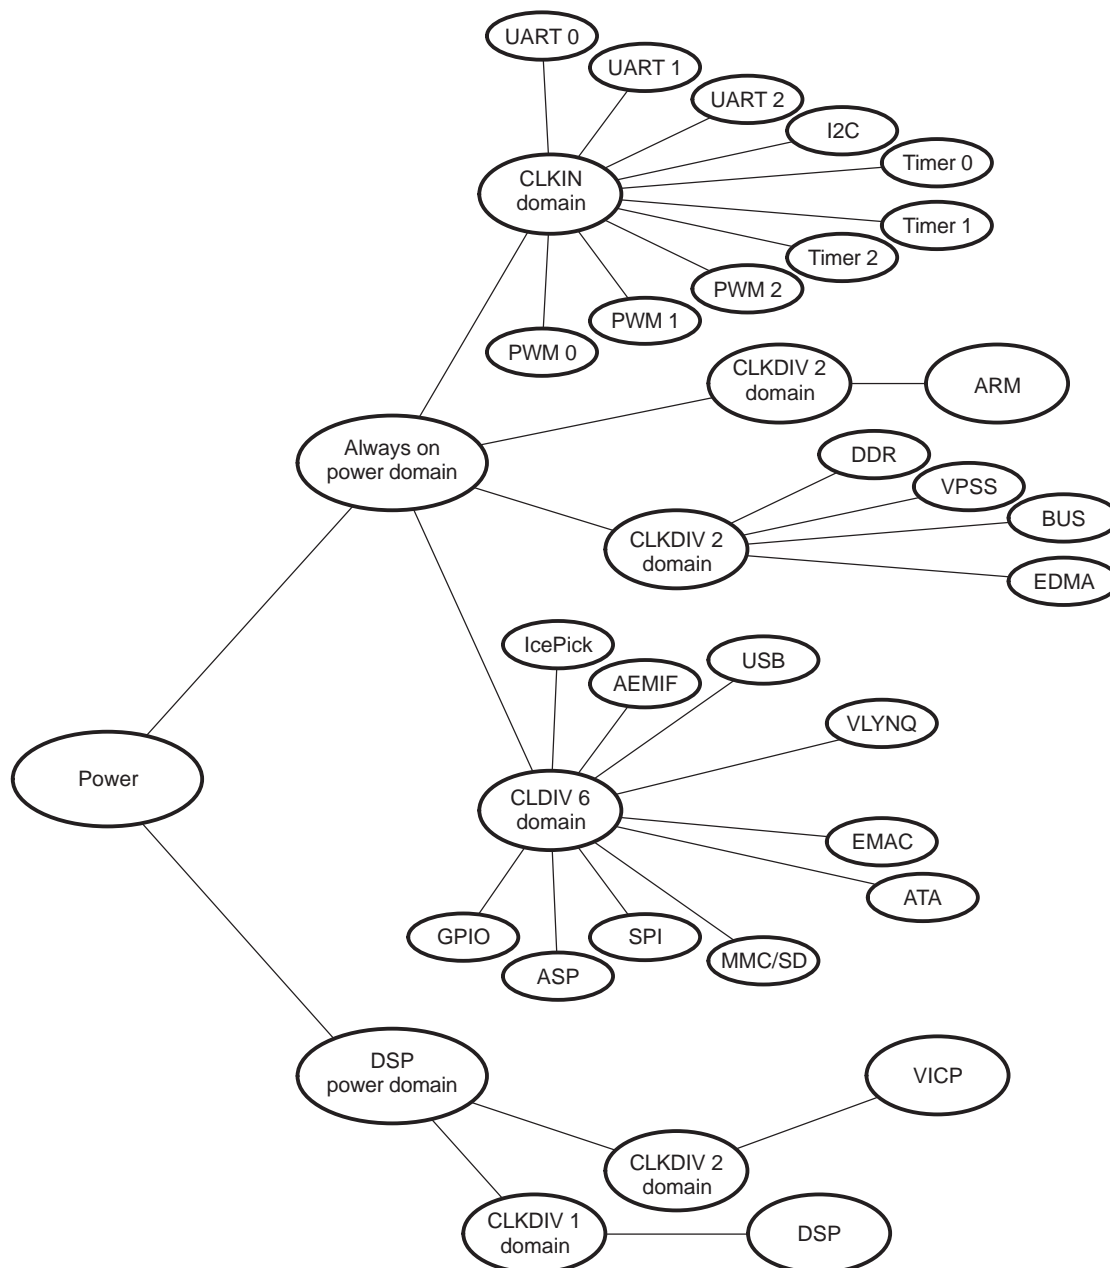 UART 0
UART 1
UART 2
I2C
Timer 0
CLKIN
domain
Timer 1
Timer 2
PWM 2
PWM 1
PWM 0
CLKDIV 2
domain
ARM
Always on
power domain
DDR
VPSS
BUS
CLKDIV 2
domain
EDMA
IcePick
USB
AEMIF
VLYNQ
Power
CLDIV 6
domain
EMAC
ATA
GPIO
SPI
MMC/SD
ASP
DSP
power domain
VICP
CLKDIV 2
domain
CLKDIV 1
domain
DSP